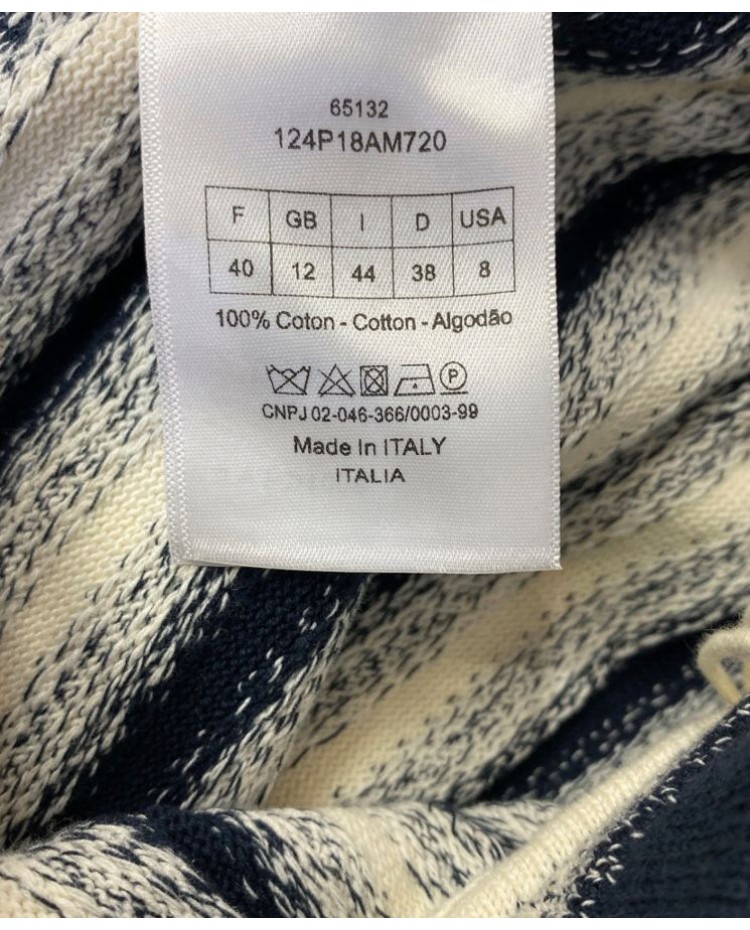 65132
124P18AM720
F GB I D USA
40 12 44 38 8
100% Coton - Cotton - Algodão
P
CNPJ 02-046-366/0003-99
Made In ITALY
ITALIA